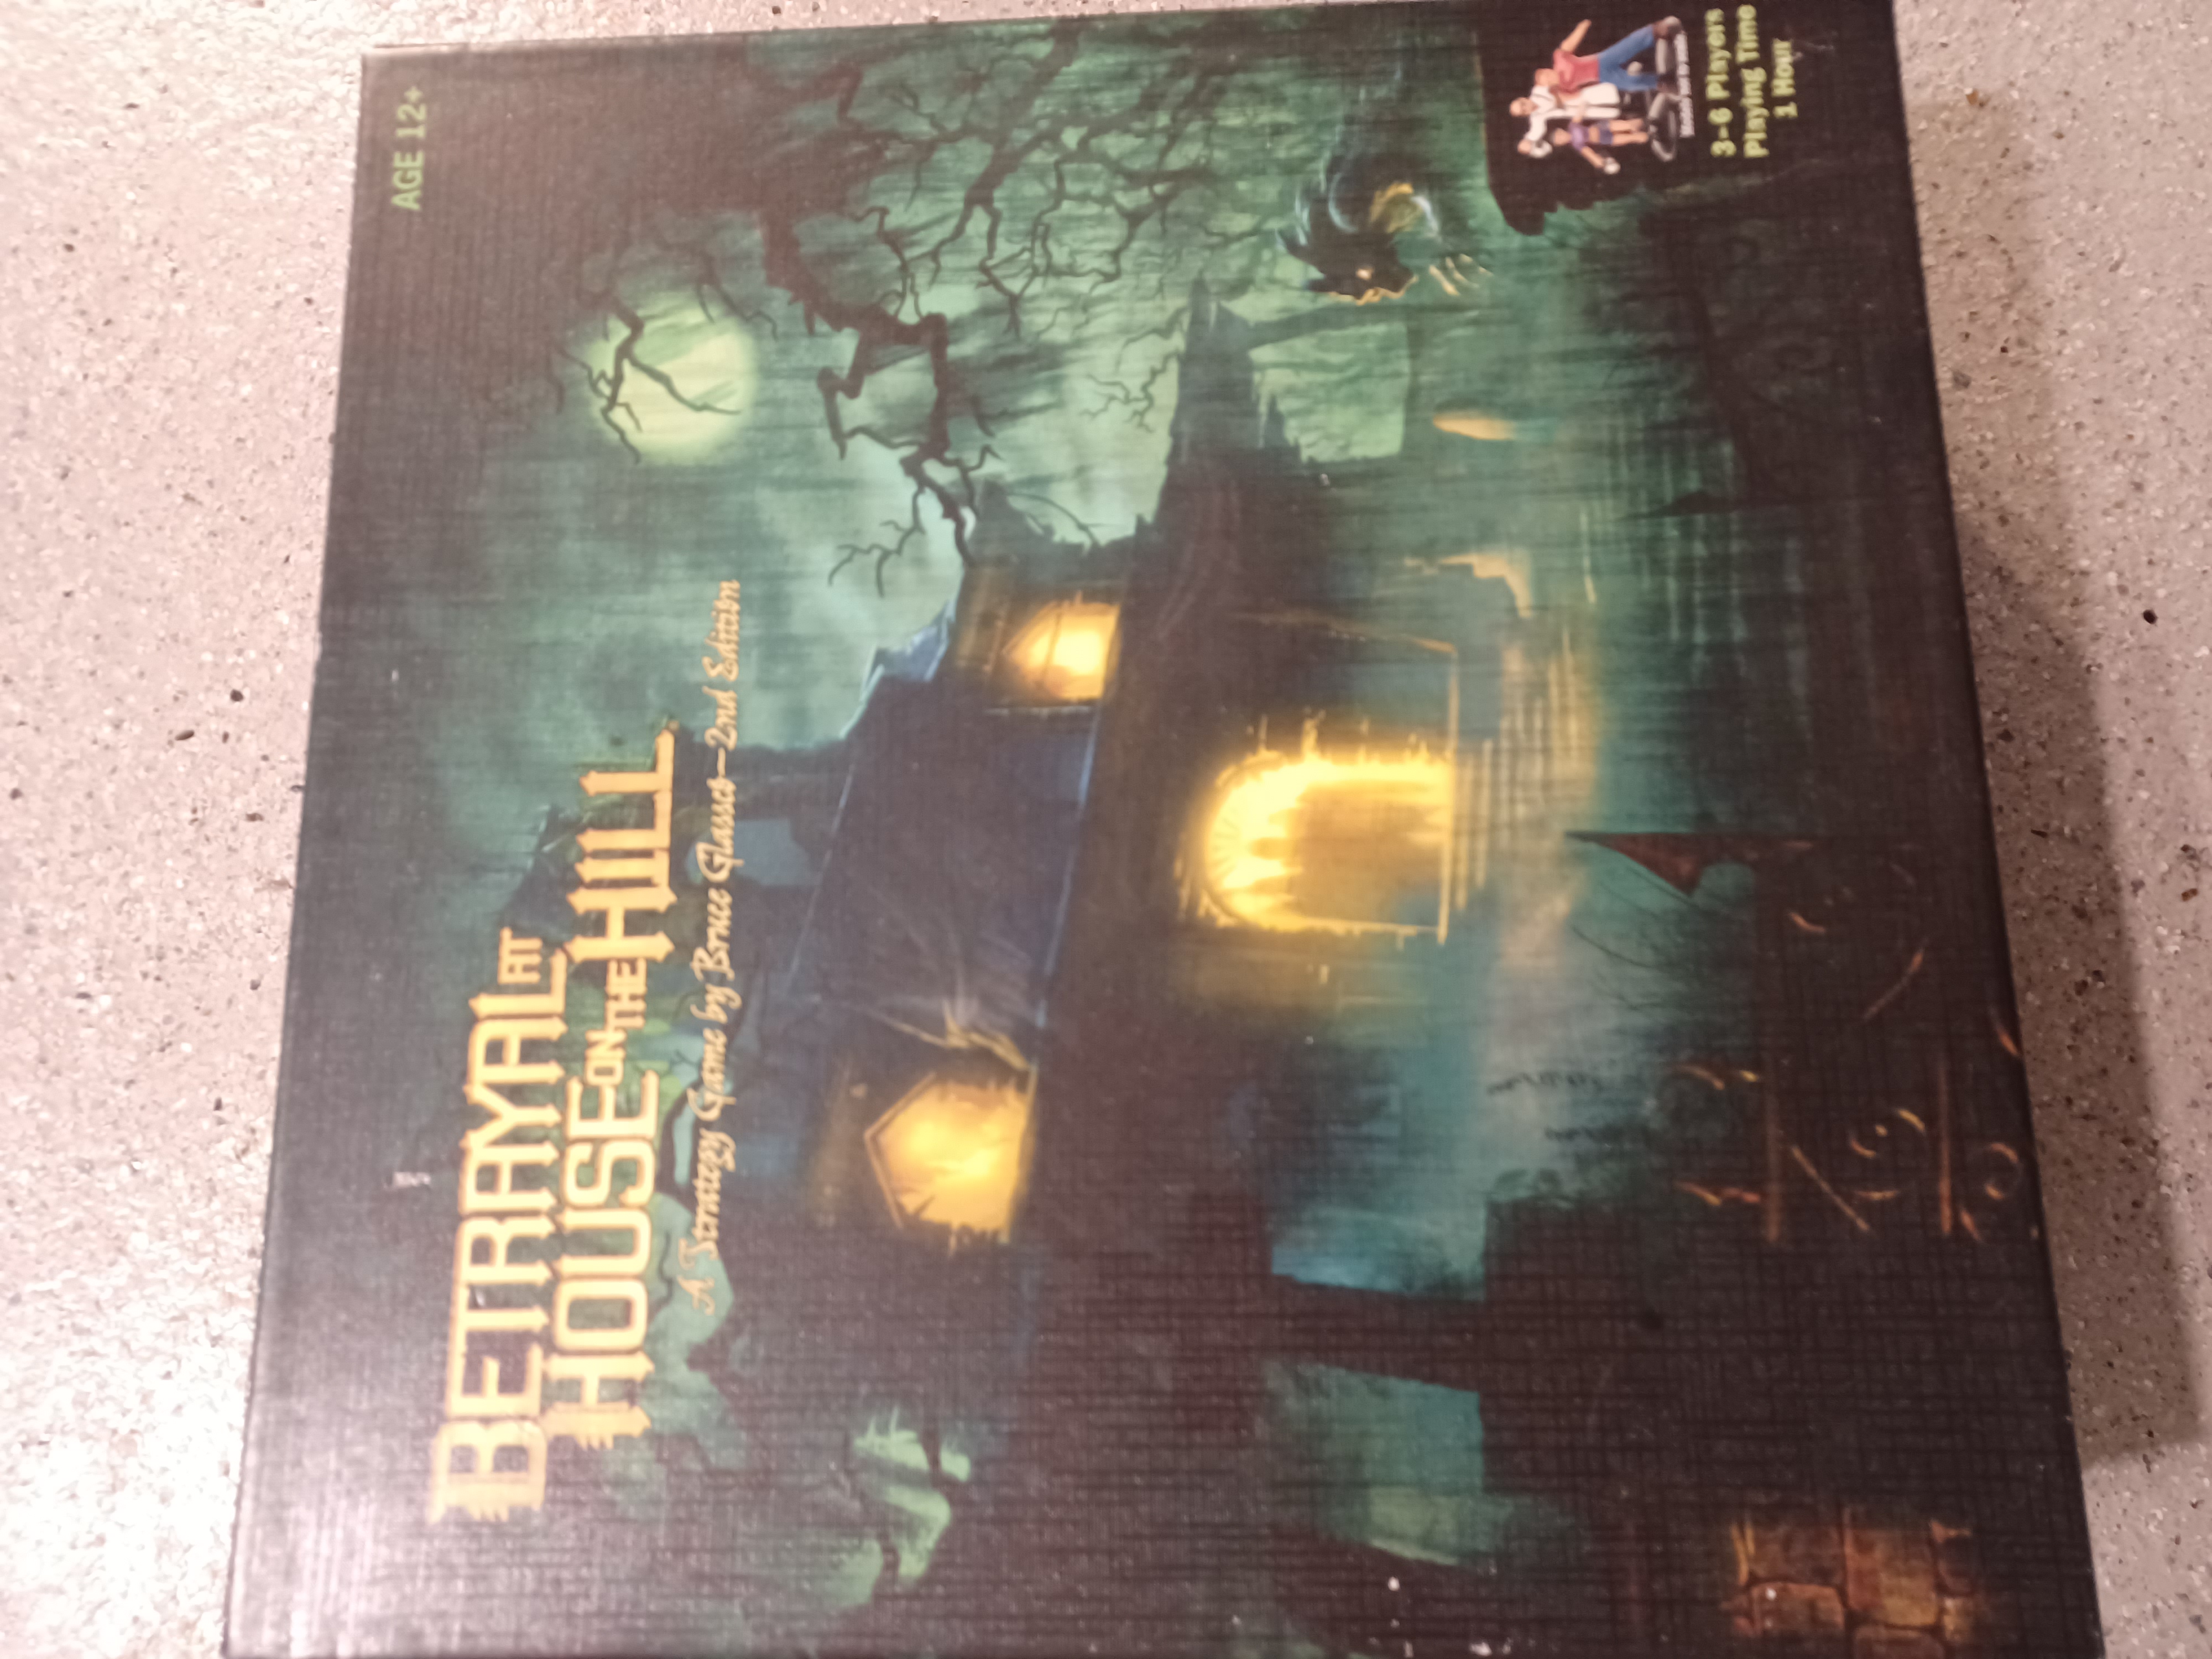 AGE 12+
BETRAYAL AT
HOUSE ON THE HILL
A Strategy Game by Bruce Glassco—2nd Edition
3-6 Players
Playing Time
1 Hour